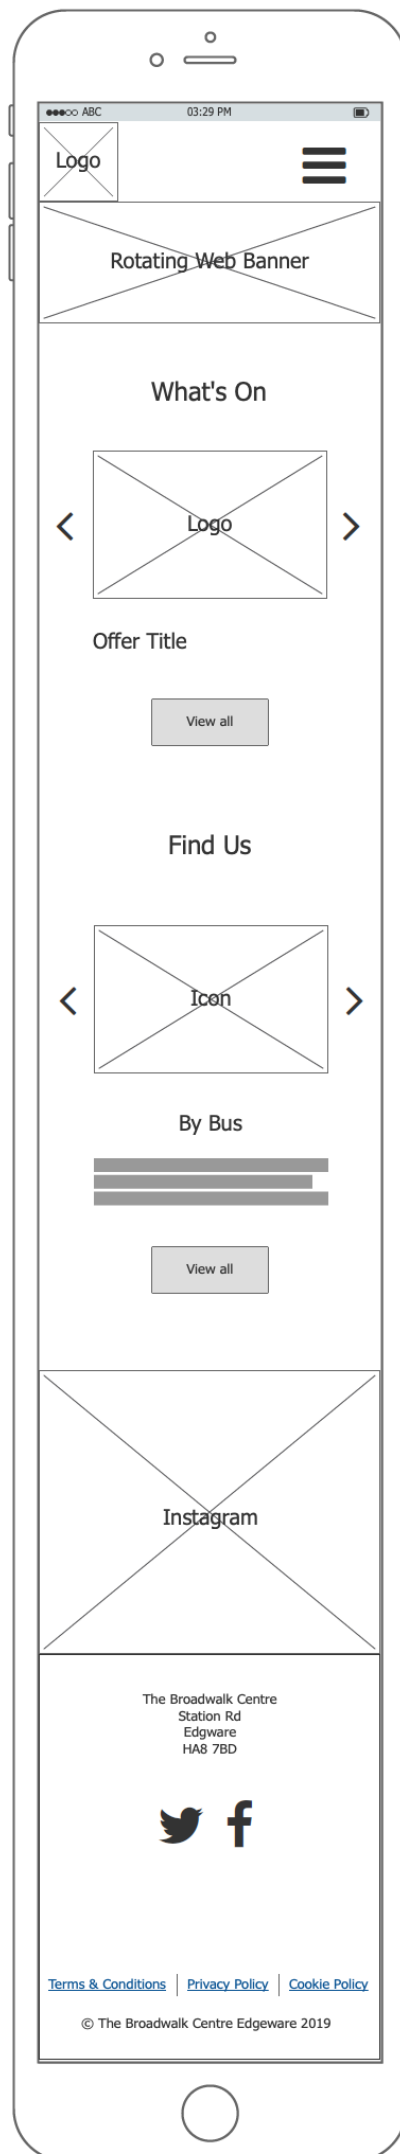 ABC 03:29 PM
Logo
Rotating Web Banner
What's On
Logo
Offer Title
View all
Find Us
Icon
By Bus
View all
Instagram
The Broadwalk Centre
Station Rd
Edgware
HA8 7BD
Terms & Conditions Privacy Policy Cookie Policy
© The Broadwalk Centre Edgeware 2019